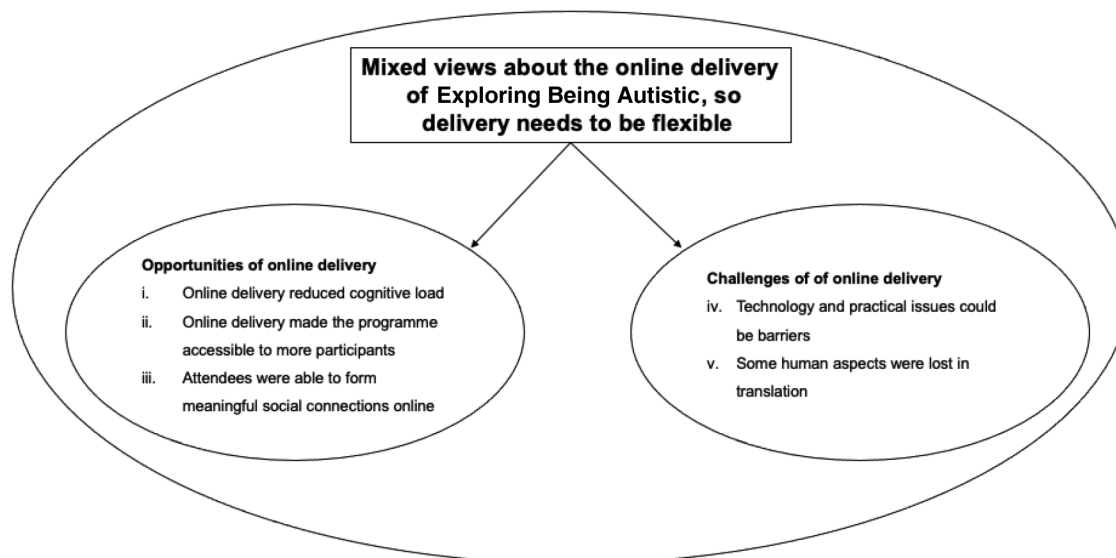 Mixed views about the online delivery
of Exploring Being Autistic, so
delivery needs to be flexible
Opportunities of online delivery
i. Online delivery reduced cognitive load
ii. Online delivery made the programme
accessible to more participants
iii. Attendees were able to form
meaningful social connections online
Challenges of of online delivery
iv. Technology and practical issues could
be barriers
v. Some human aspects were lost in
translation